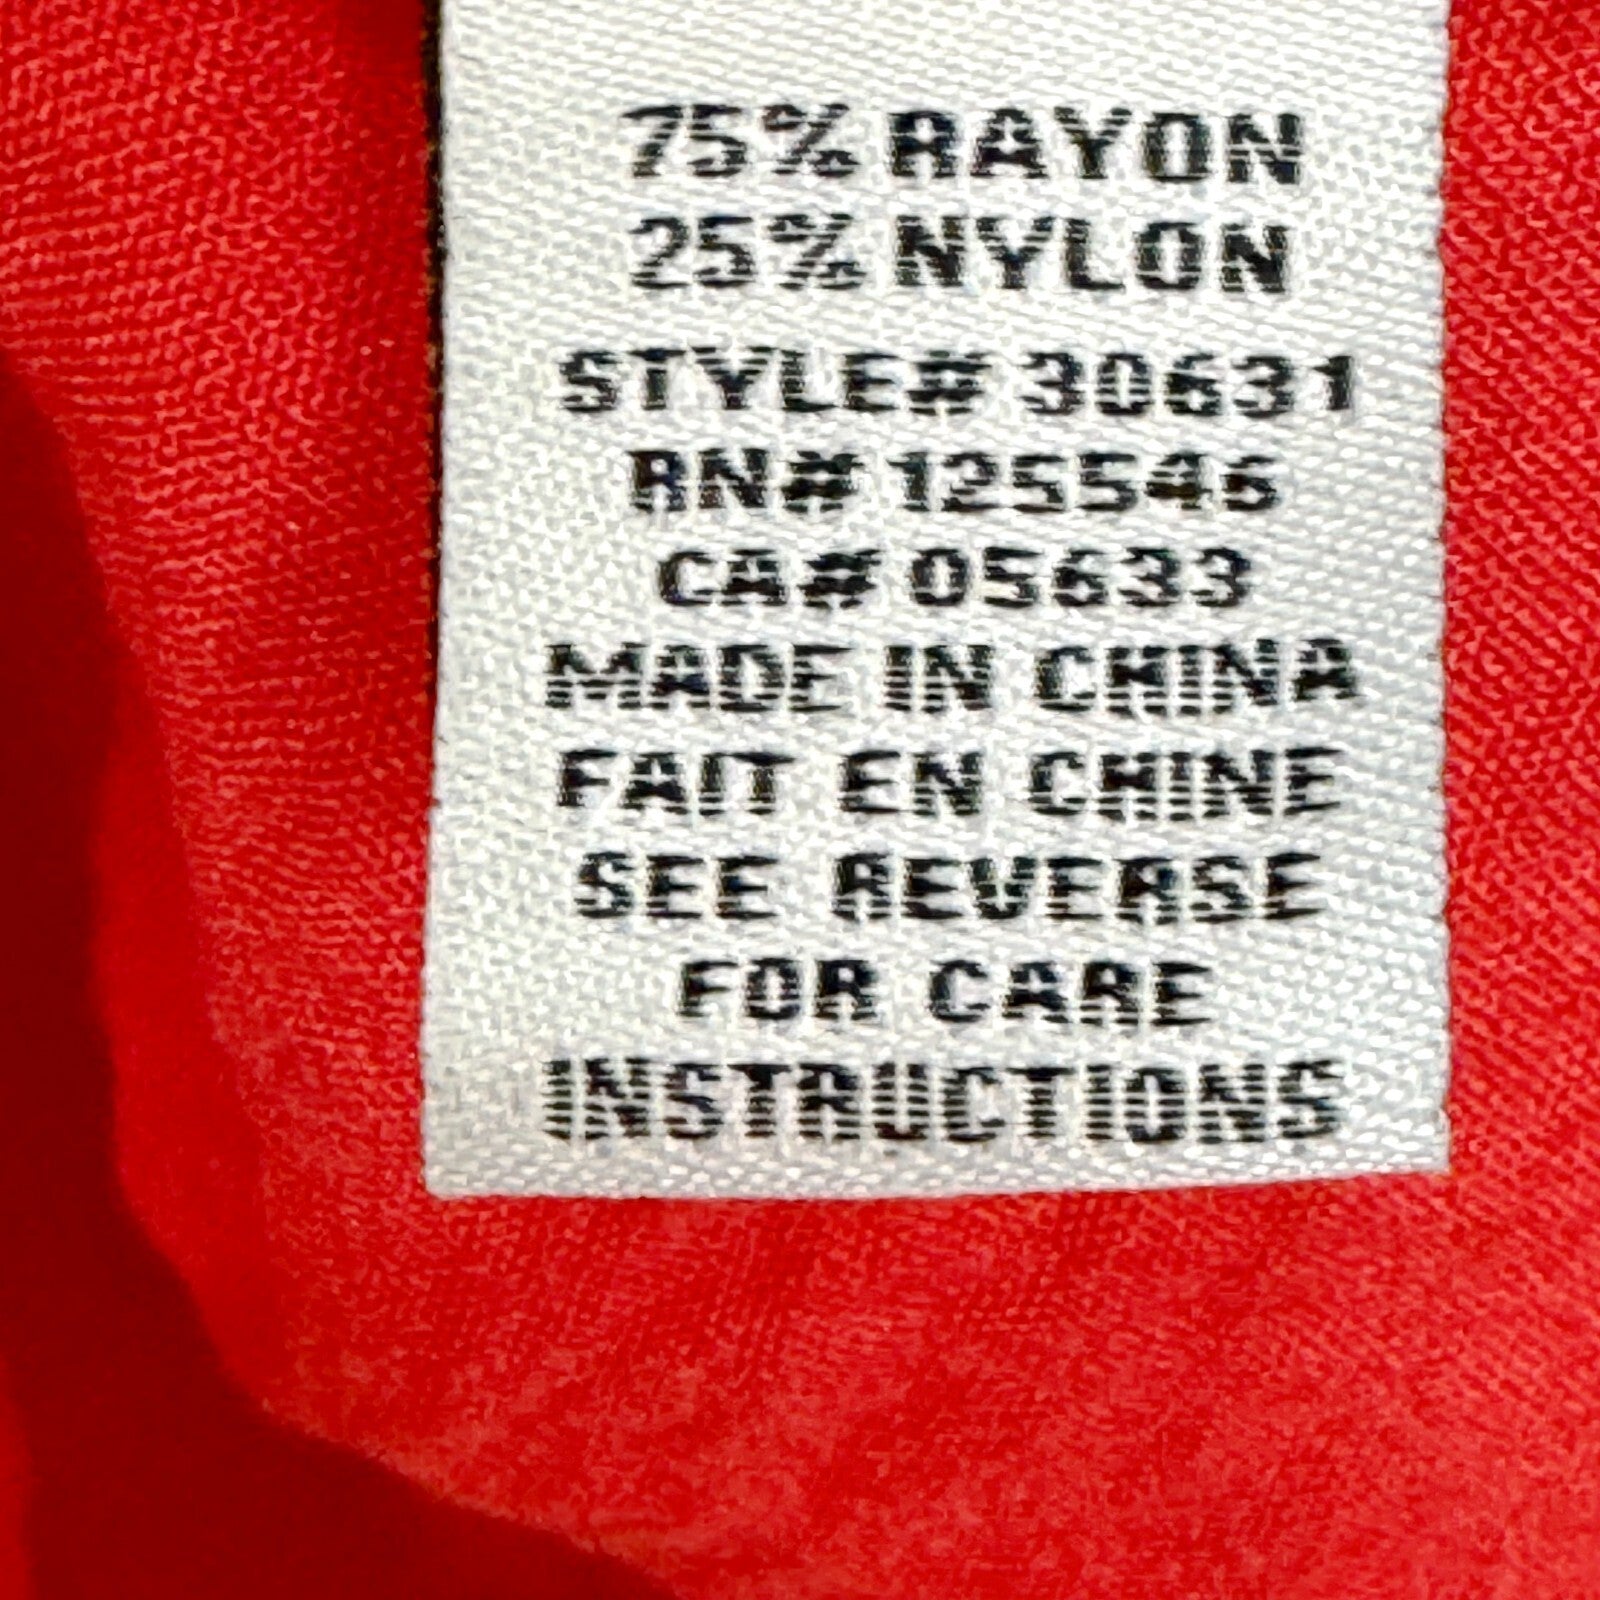 75% RAYON
25% NYLON
STYLE# 30631
RN# 125546
CA# 05633
MADE IN CHINA
FAIT EN CHINE
SEE REVERSE
FOR CARE
INSTRUCTIONS